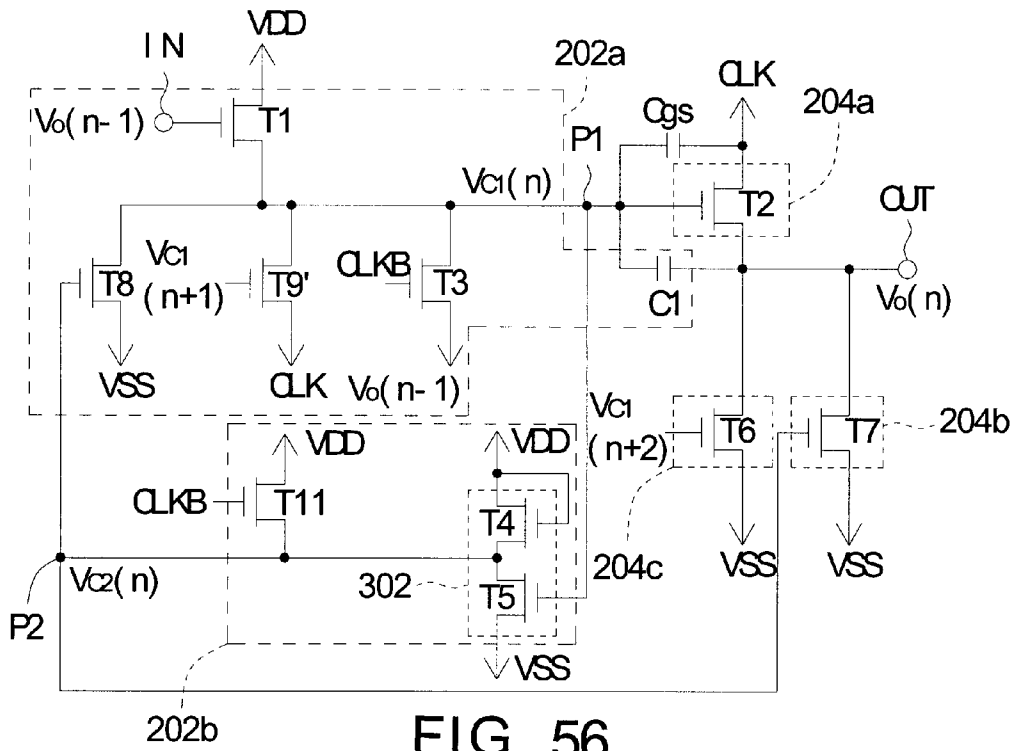 IN
VDD
202a
CLK
204a
Vo(n-1)
T1
P1
Cgs
VC1(n)
T2
OUT
T8
VC1
(n+1)
T9'
CLKB
T3
C1
Vo(n)
VSS
CLK
Vo(n-1)
VC1
(n+2)
T6
T7
204b
VDD
VDD
CLKB
T11
T4
204c
VSS
VSS
VC2(n)
302
T5
P2
VSS
202b
FIG. 56